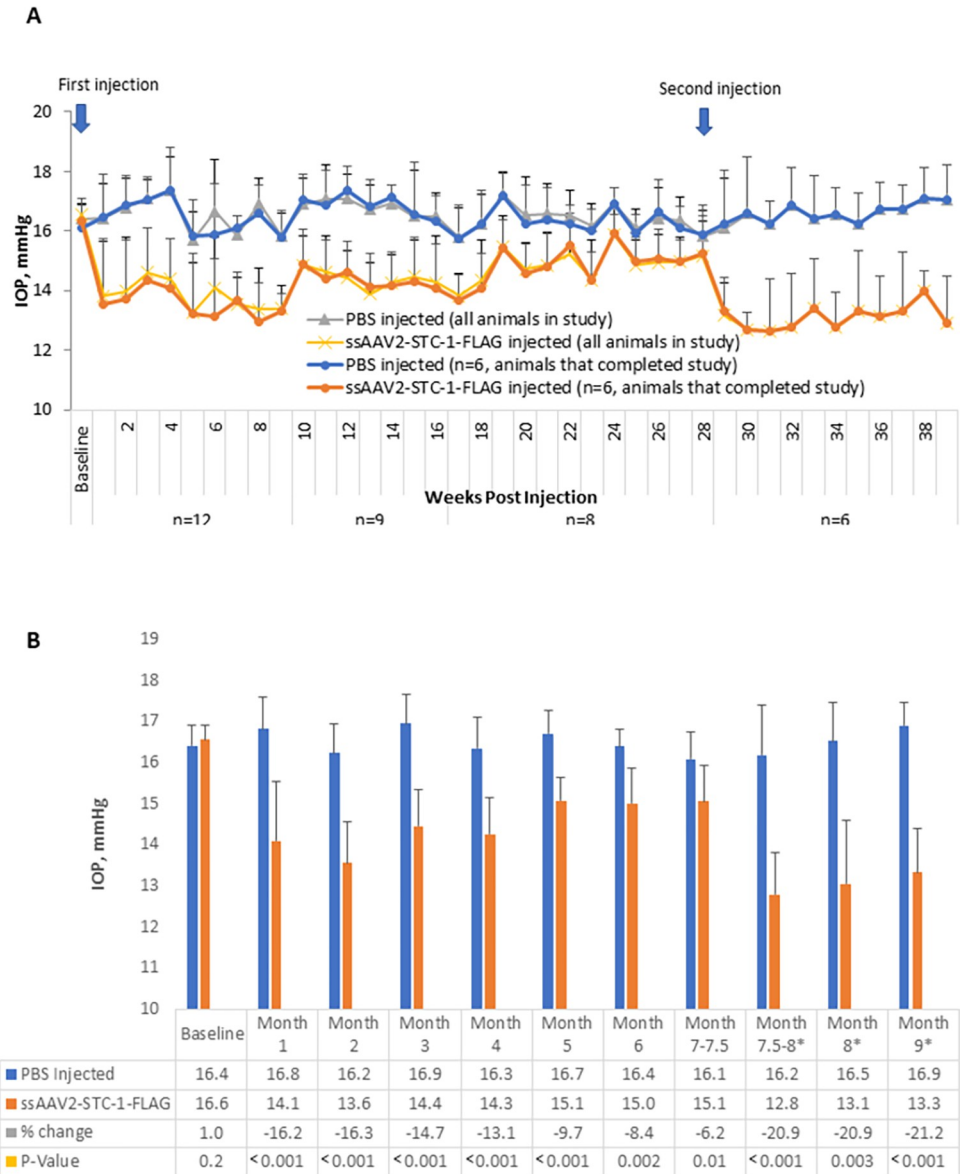 A
First injection
Second injection
20
18
16
14
12
10
IOP, mmHg
PBS injected (all animals in study)
ssAAV2-STC-1-FLAG injected (all animals in study)
PBS injected (n=6, animals that completed study)
ssAAV2-STC-1-FLAG injected (n=6, animals that completed study)
Baseline 2 4 6 8 10 12 14 16 18 20 22 24 26 28 30 32 34 36 38
Weeks Post Injection
n=12 n=9 n=8 n=6
B
19
18
17
16
15
14
13
12
11
10
IOP, mmHg
Baseline Month 1 Month 2 Month 3 Month 4 Month 5 Month 6 Month 7-7.5 Month 7.5-8* Month 8* Month 9*
PBS Injected 16.4 16.8 16.2 16.9 16.3 16.7 16.4 16.1 16.2 16.5 16.9
ssAAV2-STC-1-FLAG 16.6 14.1 13.6 14.4 14.3 15.1 15.0 15.1 12.8 13.1 13.3
% change 1.0 -16.2 -16.3 -14.7 -13.1 -9.7 -8.4 -6.2 -20.9 -20.9 -21.2
P-Value 0.2 <0.001 <0.001 <0.001 <0.001 <0.001 0.002 0.01 <0.001 0.003 <0.001